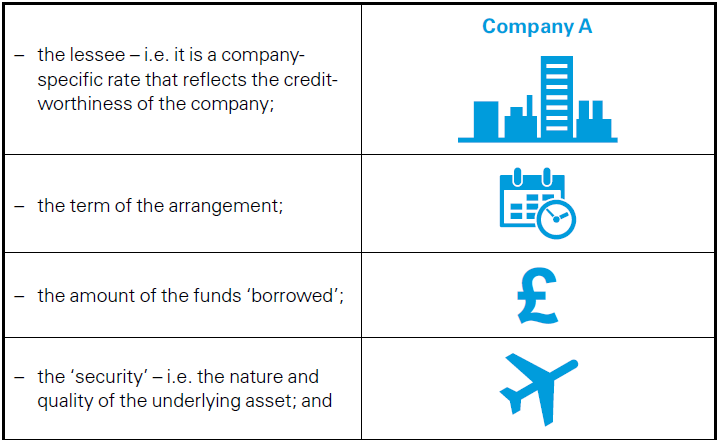 – the lessee – i.e. it is a company-
specific rate that reflects the credit-
worthiness of the company;
Company A
– the term of the arrangement;
– the amount of the funds ‘borrowed’;
£
– the ‘security’ – i.e. the nature and
quality of the underlying asset; and